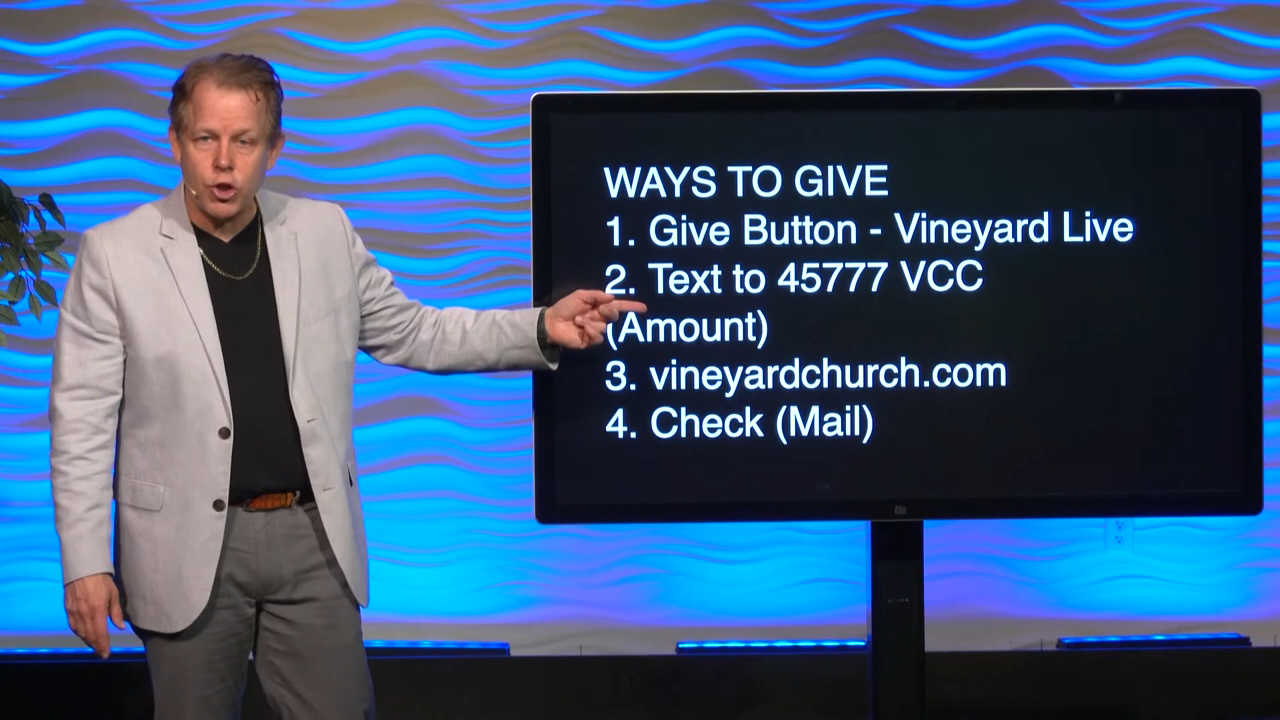 WAYS TO GIVE
1. Give Button - Vineyard Live
2. Text to 45777 VCC
(Amount)
3. vineyardchurch.com
4. Check (Mail)
Elo